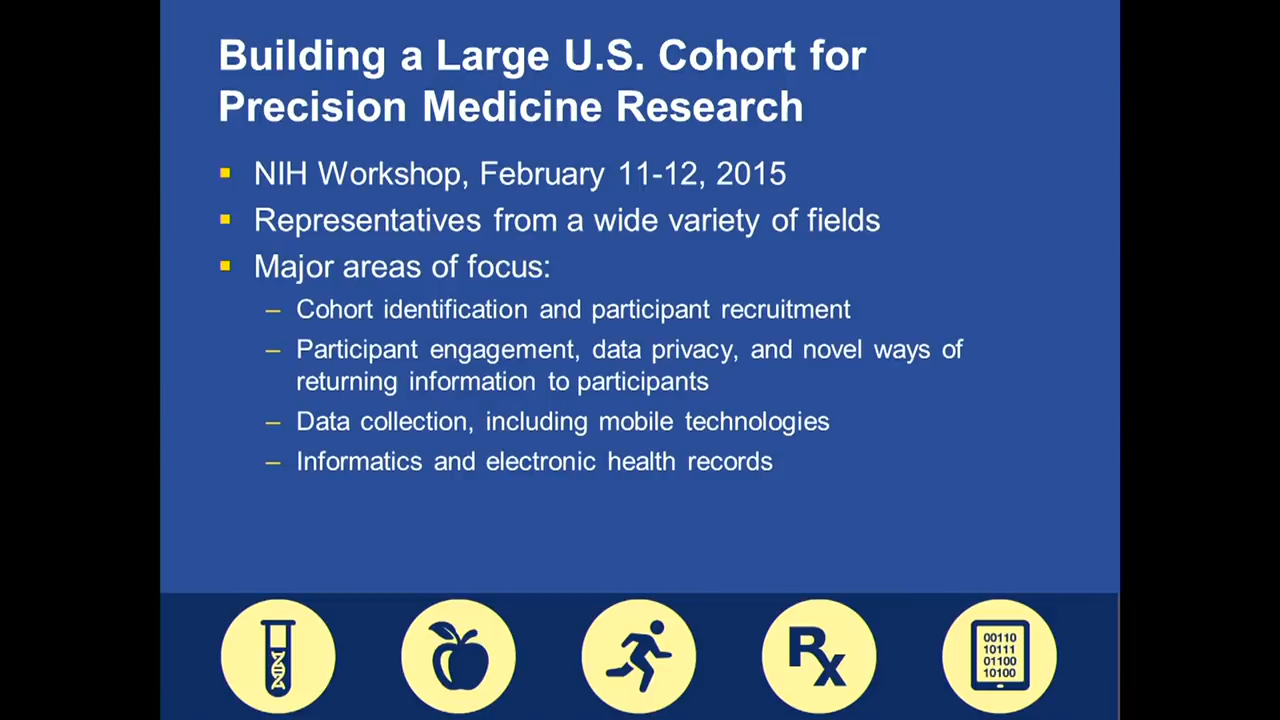 Building a Large U.S. Cohort for
Precision Medicine Research
▪ NIH Workshop, February 11-12, 2015
▪ Representatives from a wide variety of fields
▪ Major areas of focus:
– Cohort identification and participant recruitment
– Participant engagement, data privacy, and novel ways of
returning information to participants
– Data collection, including mobile technologies
– Informatics and electronic health records
Rx
00110
10111
01100
10100